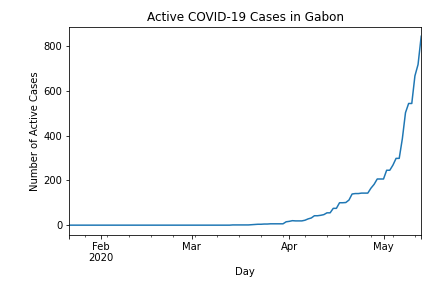 Active COVID-19 Cases in Gabon
Number of Active Cases
800
600
400
200
0
Feb
2020
Mar
Apr
May
Day